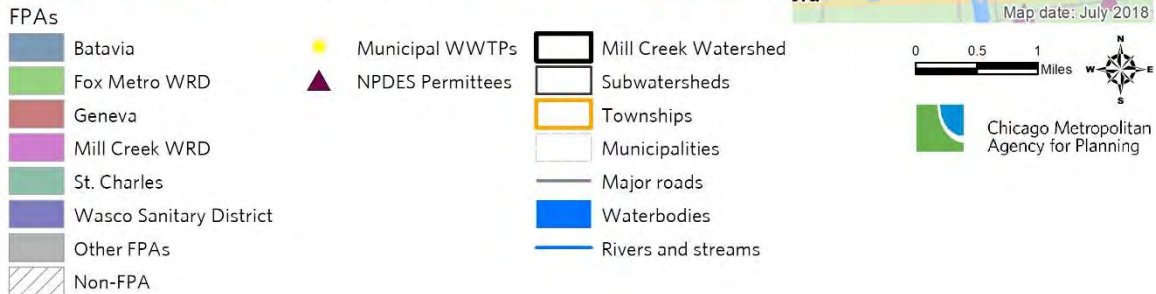 FPAs
Batavia
Fox Metro WRD
Geneva
Mill Creek WRD
St. Charles
Wasco Sanitary District
Other FPAs
Non-FPA
Municipal WWTPs
NPDES Permittees
Mill Creek Watershed
Subwatersheds
Townships
Municipalities
Major roads
Waterbodies
Rivers and streams
Map date: July 2018
0 0.5 1
Miles
N
W E
S
Chicago Metropolitan
Agency for Planning